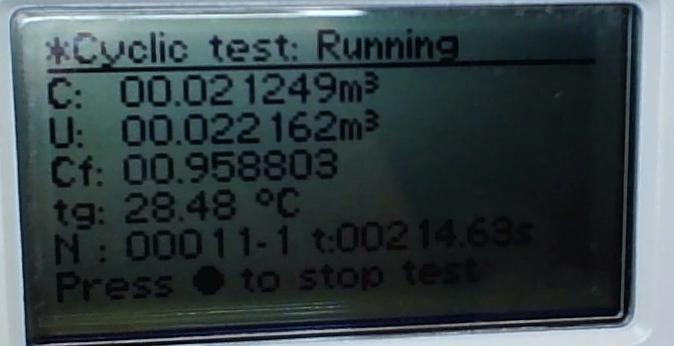 *Cyclic test: Running
C: 00.021249m³
U: 00.022162m³
Cf: 00.958803
tg: 28.48 °C
N : 00011-1 t:00214.63s
Press ● to stop test